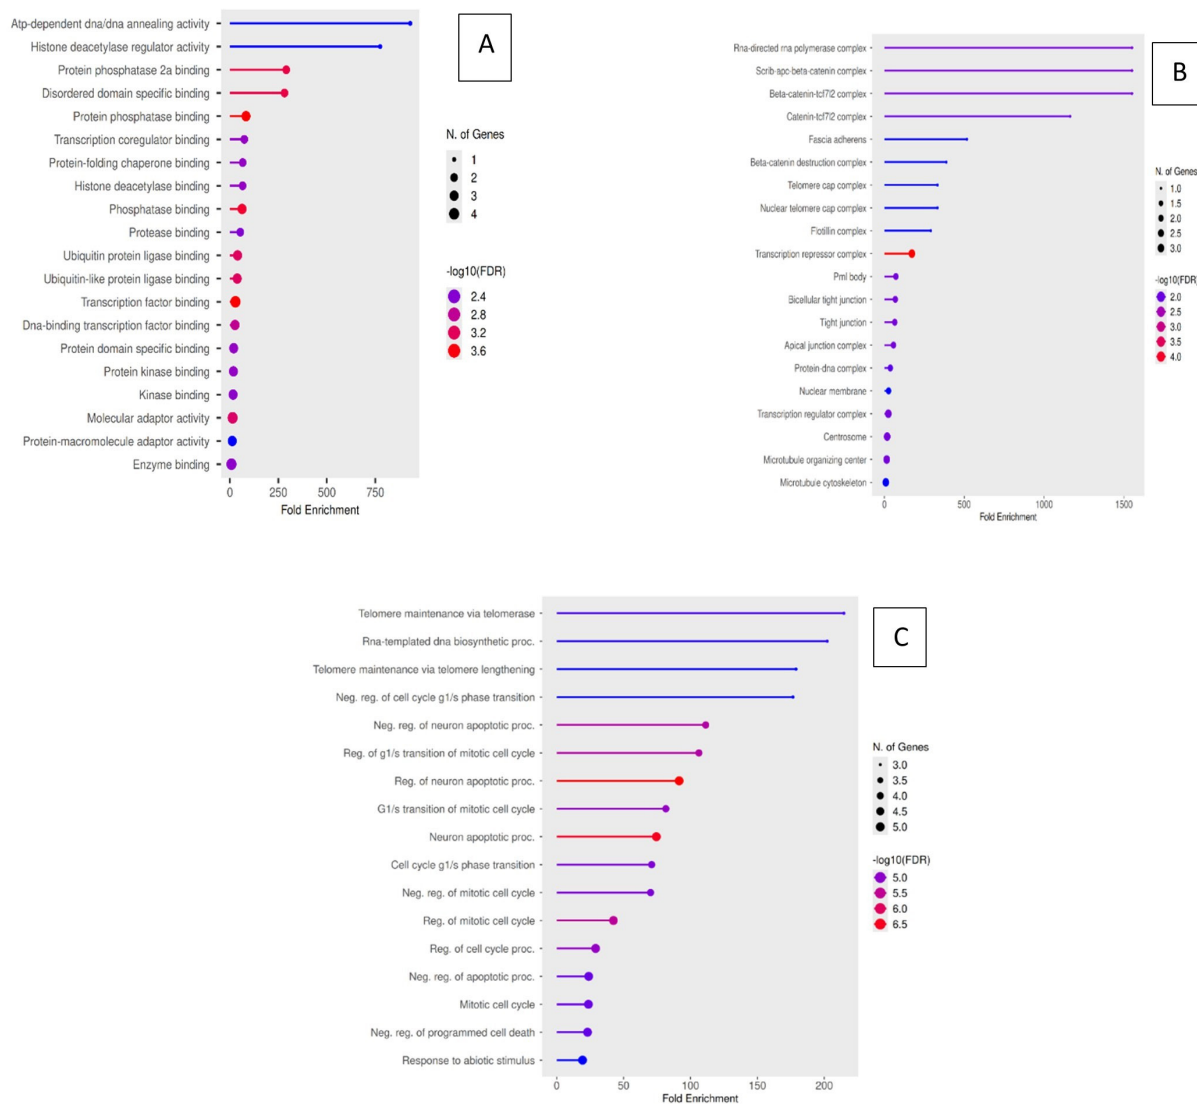 Atp-dependent dna/dna annealing activity
Histone deacetylase regulator activity
Protein phosphatase 2a binding
Disordered domain specific binding
Protein phosphatase binding
Transcription coregulator binding
Protein-folding chaperone binding
Histone deacetylase binding
Phosphatase binding
Protease binding
Ubiquitin protein ligase binding
Ubiquitin-like protein ligase binding
Transcription factor binding
Dna-binding transcription factor binding
Protein domain specific binding
Protein kinase binding
Kinase binding
Molecular adaptor activity
Protein-macromolecule adaptor activity
Enzyme binding
0 250 500 750
Fold Enrichment
A
N. of Genes
1
2
3
4
-log10(FDR)
2.4
2.8
3.2
3.6
Rna-directed rna polymerase complex
Scrib-apc-beta-catenin complex
Beta-catenin-tcf7l2 complex
Catenin-tcf7l2 complex
Fascia adherens
Beta-catenin destruction complex
Telomere cap complex
Nuclear telomere cap complex
Flotillin complex
Transcription repressor complex
Pml body
Bicellular tight junction
Tight junction
Apical junction complex
Protein-dna complex
Nuclear membrane
Transcription regulator complex
Centrosome
Microtubule organizing center
Microtubule cytoskeleton
0 500 1000 1500
Fold Enrichment
B
N. of Genes
1.0
1.5
2.0
2.5
3.0
-log10(FDR)
2.0
2.5
3.0
3.5
4.0
Telomere maintenance via telomerase
Rna-templated dna biosynthetic proc.
Telomere maintenance via telomere lengthening
Neg. reg. of cell cycle g1/s phase transition
Neg. reg. of neuron apoptotic proc.
Reg. of g1/s transition of mitotic cell cycle
Reg. of neuron apoptotic proc.
G1/s transition of mitotic cell cycle
Neuron apoptotic proc.
Cell cycle g1/s phase transition
Neg. reg. of mitotic cell cycle
Reg. of mitotic cell cycle
Reg. of cell cycle proc.
Neg. reg. of apoptotic proc.
Mitotic cell cycle
Neg. reg. of programmed cell death
Response to abiotic stimulus
0 50 100 150 200
Fold Enrichment
C
N. of Genes
3.0
3.5
4.0
4.5
5.0
-log10(FDR)
5.0
5.5
6.0
6.5